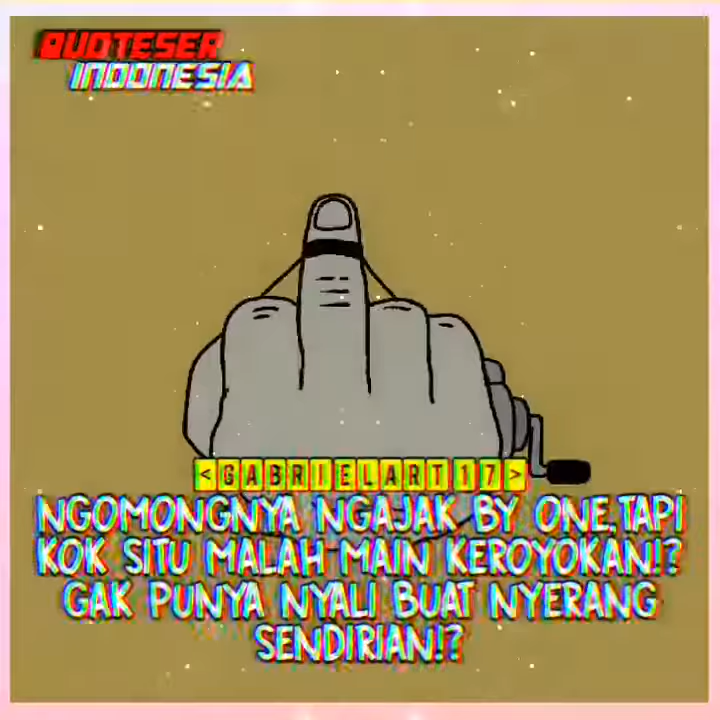 QUOTESER
INDONESIA
<GABRIELART17>
NGOMONGNYA NGAJAK BY ONE,TAPI
KOK SITU MALAH MAIN KEROYOKAN!?
GAK PUNYA NYALI BUAT NYERANG
SENDIRIAN!?